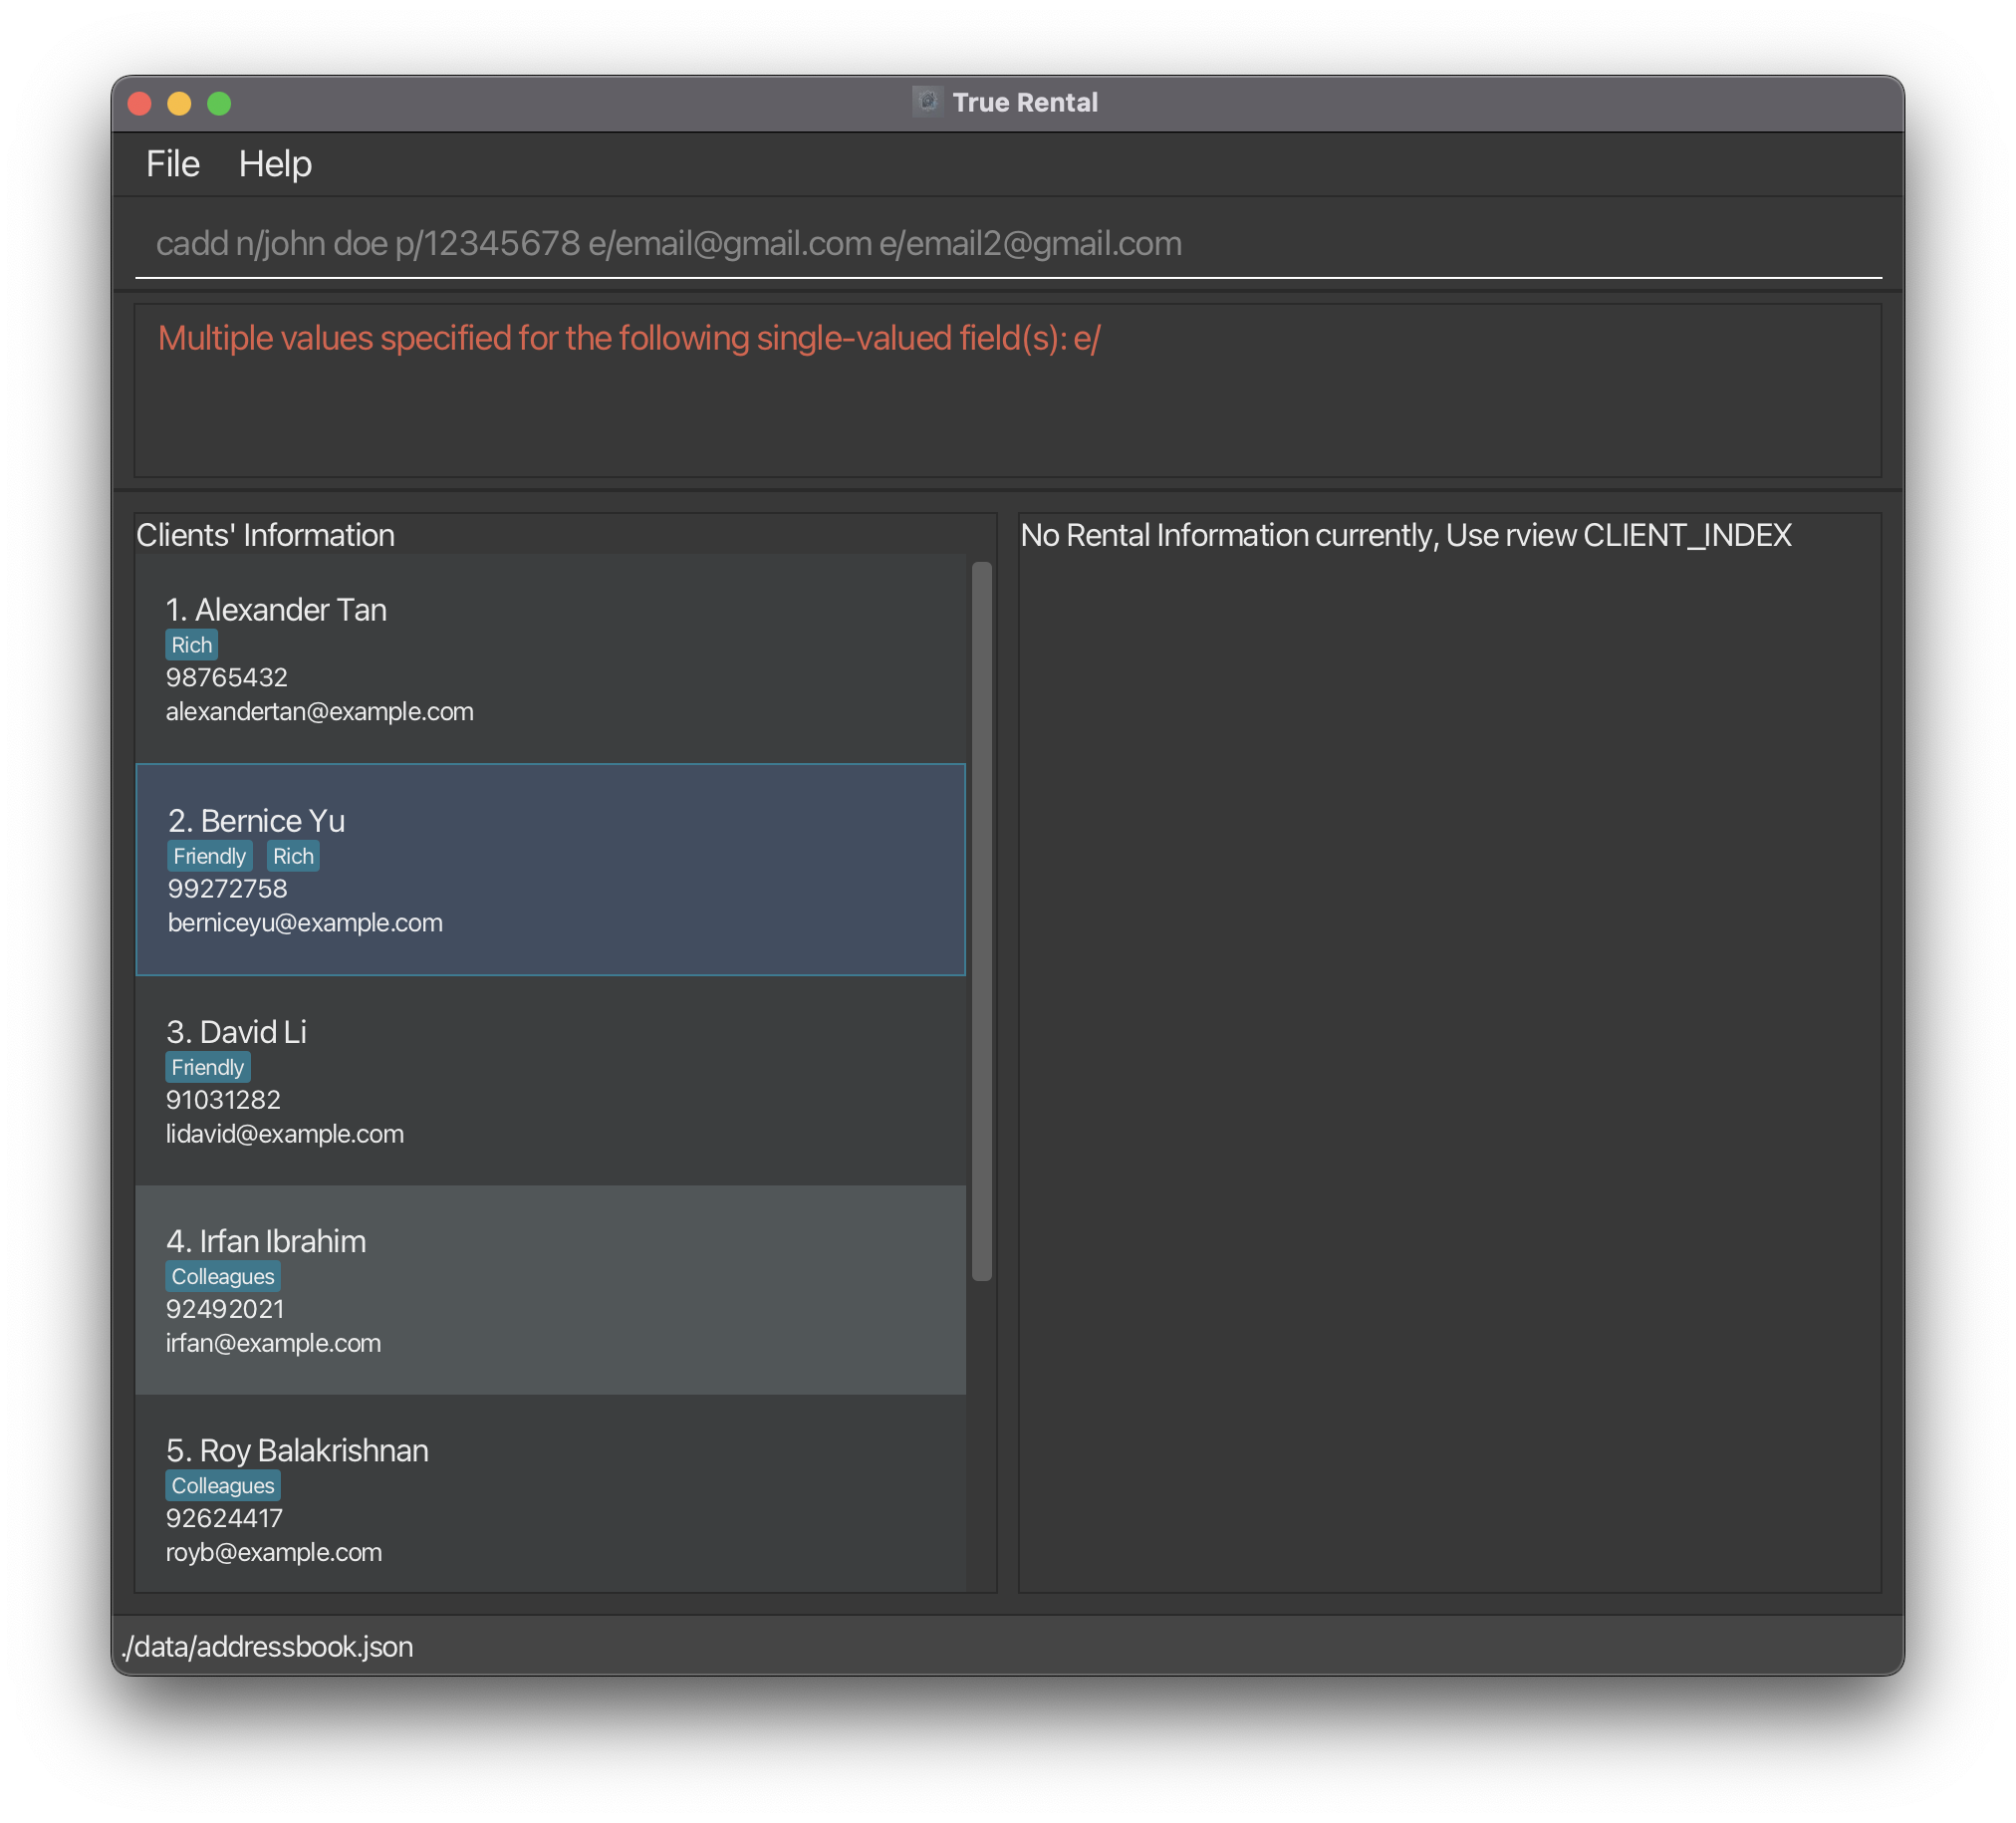 True Rental
File Help
cadd n/john doe p/12345678 e/email@gmail.com e/email2@gmail.com
Multiple values specified for the following single-valued field(s): e/
Clients' Information
1. Alexander Tan
Rich
98765432
alexandertan@example.com
2. Bernice Yu
Friendly Rich
99272758
berniceyu@example.com
3. David Li
Friendly
91031282
lidavid@example.com
4. Irfan Ibrahim
Colleagues
92492021
irfan@example.com
5. Roy Balakrishnan
Colleagues
92624417
royb@example.com
No Rental Information currently, Use rview CLIENT_INDEX
./data/addressbook.json